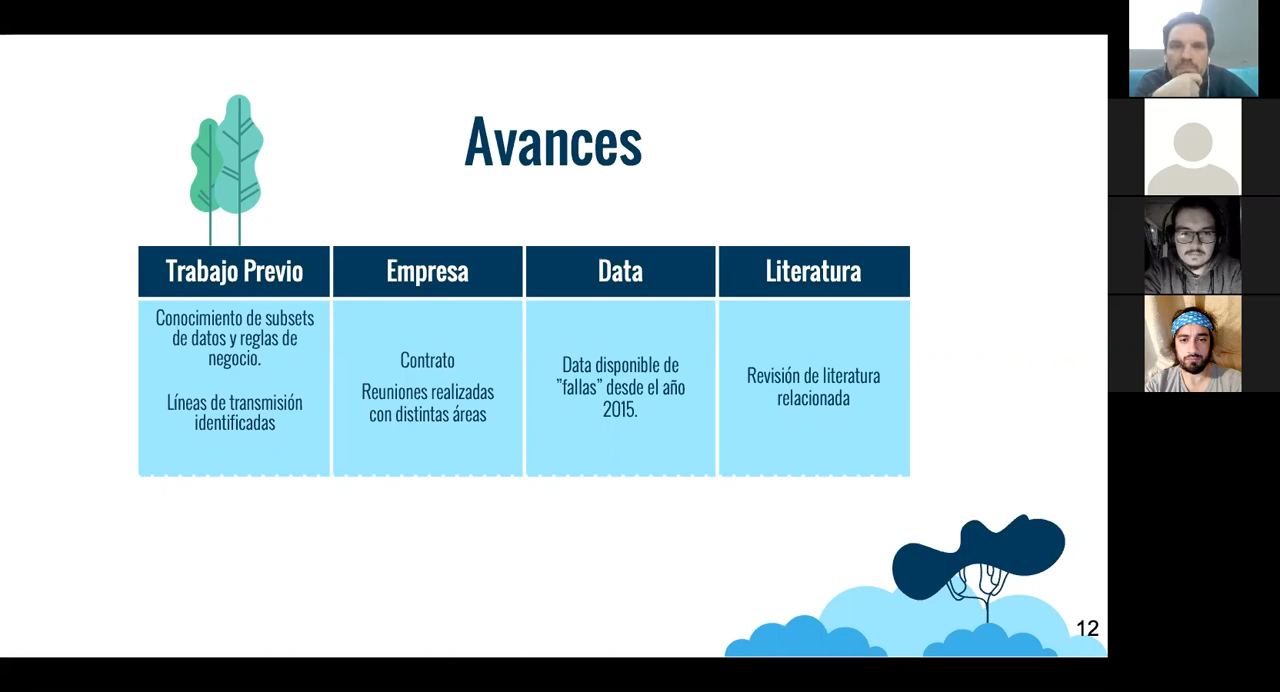 Avances
Trabajo Previo
Empresa
Data
Literatura
Conocimiento de subsets
de datos y reglas de
negocio.
Líneas de transmisión
identificadas
Contrato
Reuniones realizadas
con distintas áreas
Data disponible de
”fallas” desde el año
2015.
Revisión de literatura
relacionada
12